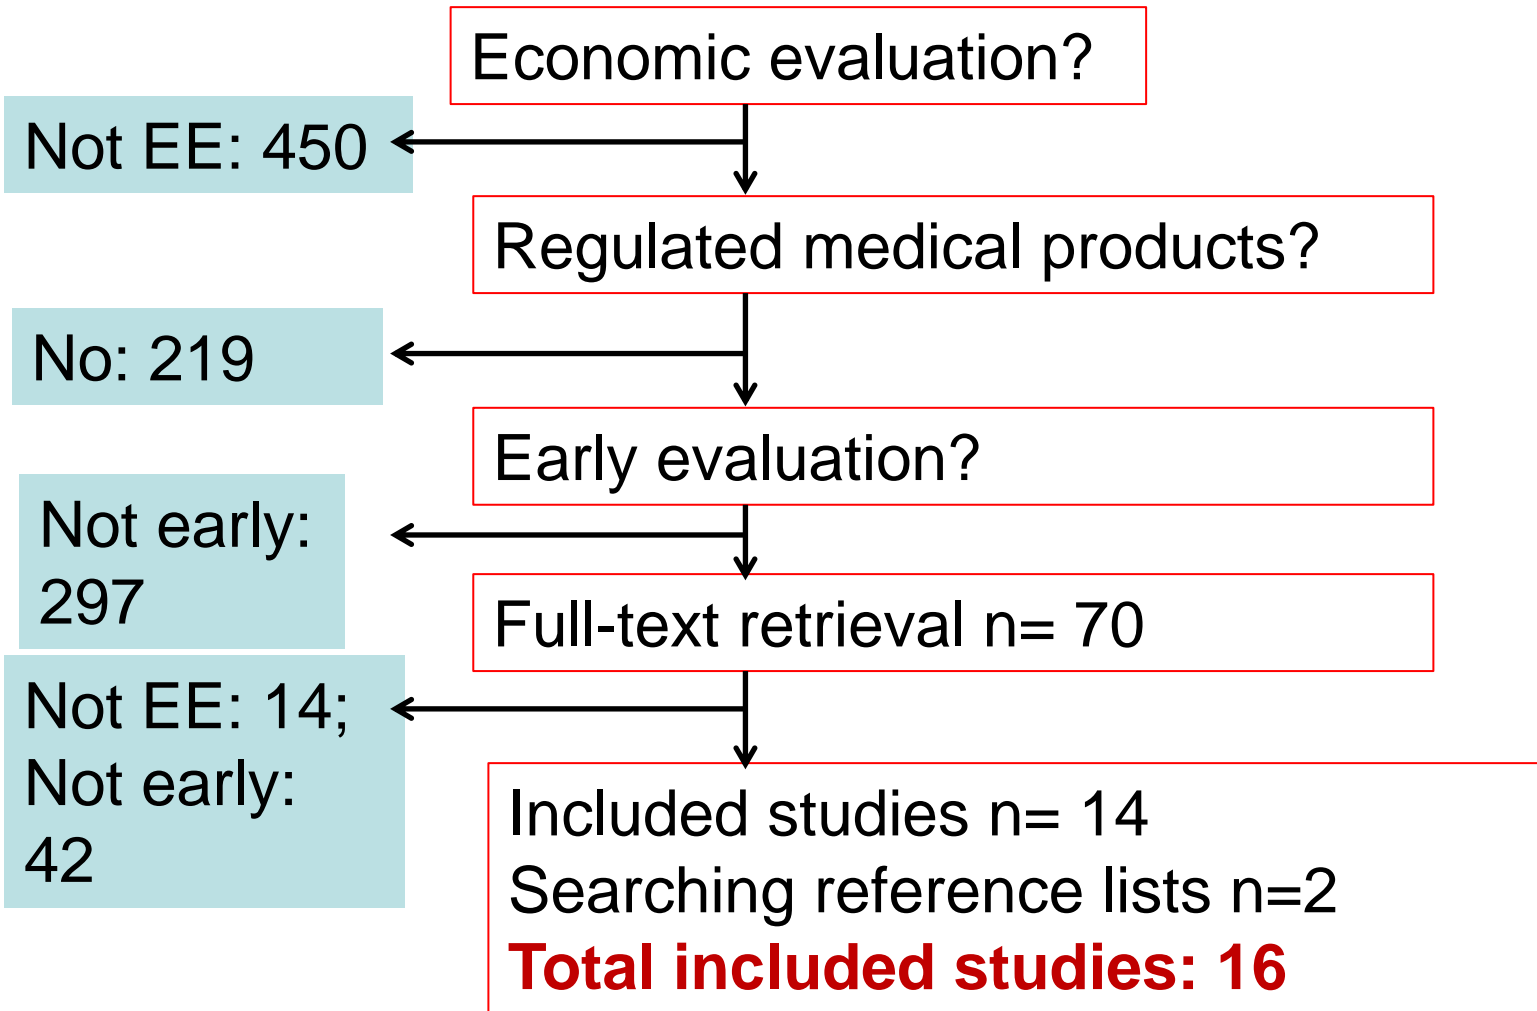 Economic evaluation?
Not EE: 450
Regulated medical products?
No: 219
Early evaluation?
Not early:
297
Full-text retrieval n= 70
Not EE: 14;
Not early:
42
Included studies n= 14
Searching reference lists n=2
Total included studies: 16